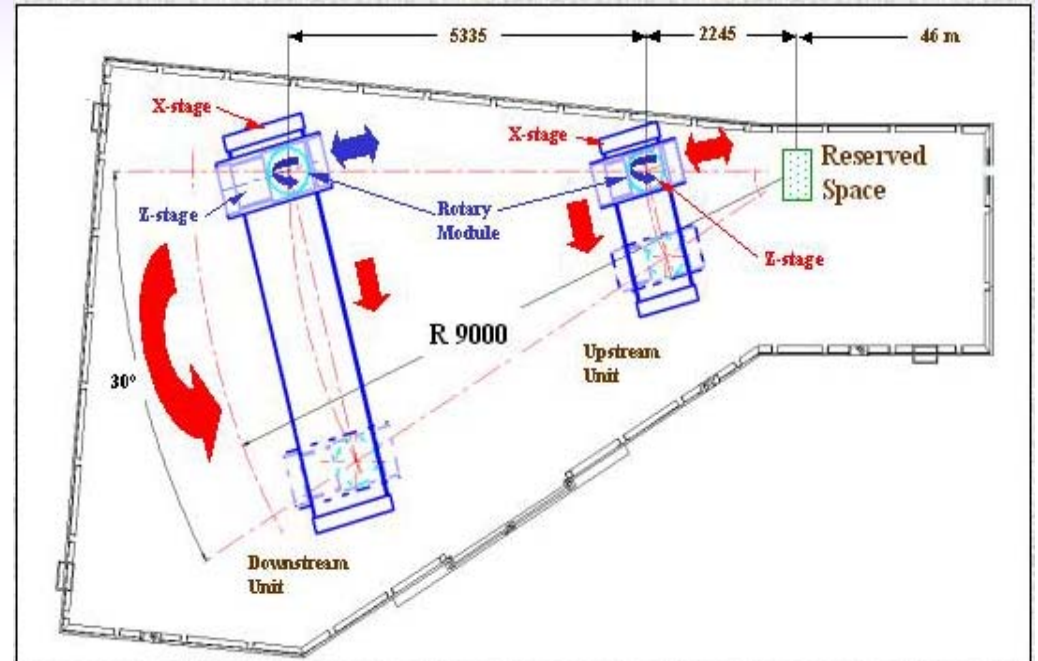 5335
2245
46 m
X-stage
X-stage
Reserved
Space
Z-stage
Rotary
Module
Z-stage
R 9000
Upstream
Unit
30°
Downstream
Unit